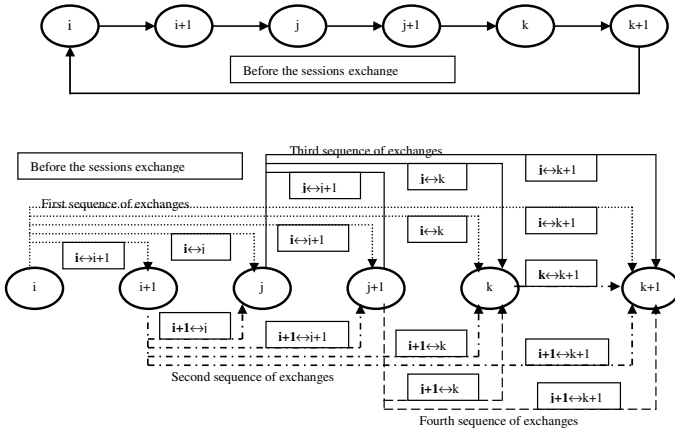 i i+1 j j+1 k k+1
Before the sessions exchange
Third sequence of exchanges
Before the sessions exchange
j↔j+1 j↔k j↔k+1
First sequence of exchanges
i↔i+1 i↔j i↔j+1 i↔k i↔k+1
k↔k+1
i i+1 j j+1 k k+1
i+1↔j i+1↔j+1 i+1↔k i+1↔k+1
Second sequence of exchanges
j+1↔k j+1↔k+1
Fourth sequence of exchanges